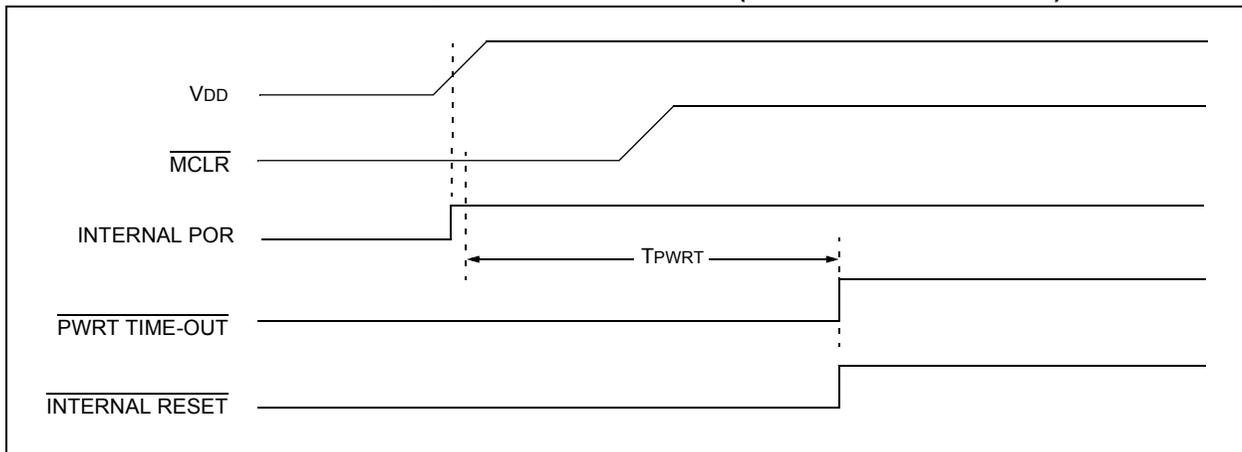 VDD
MCLR
INTERNAL POR
TPWRT
PWRT TIME-OUT
INTERNAL RESET